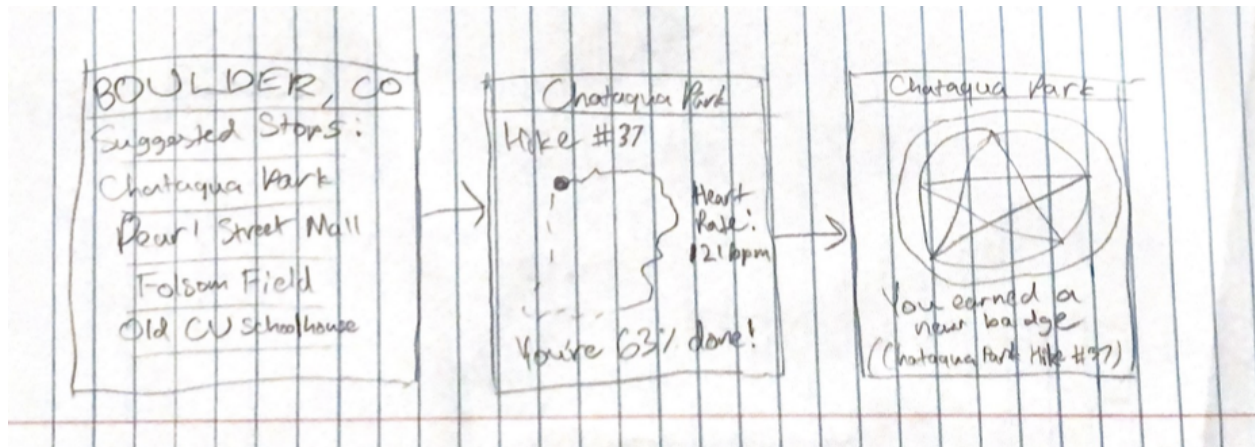 BOULDER, CO
Suggested Stops:
Chataqua Park
Pearl Street Mall
Folsom Field
Old CU Schoolhouse
Chataqua Park
Hike #37
Heart
Rate:
121bpm
You're 63% done!
Chataqua Park
You earned a
new badge
(Chataqua Park Hike #37)